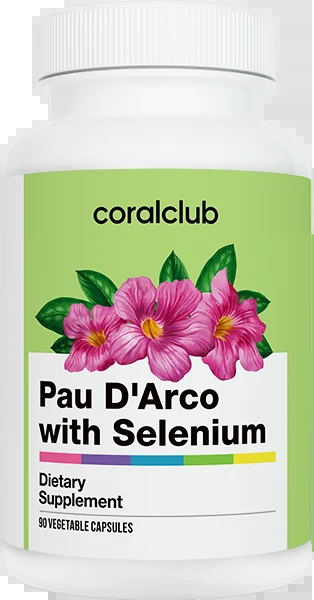 coralclub
Pau D'Arco
with Selenium
Dietary
Supplement
90 VEGETABLE CAPSULES